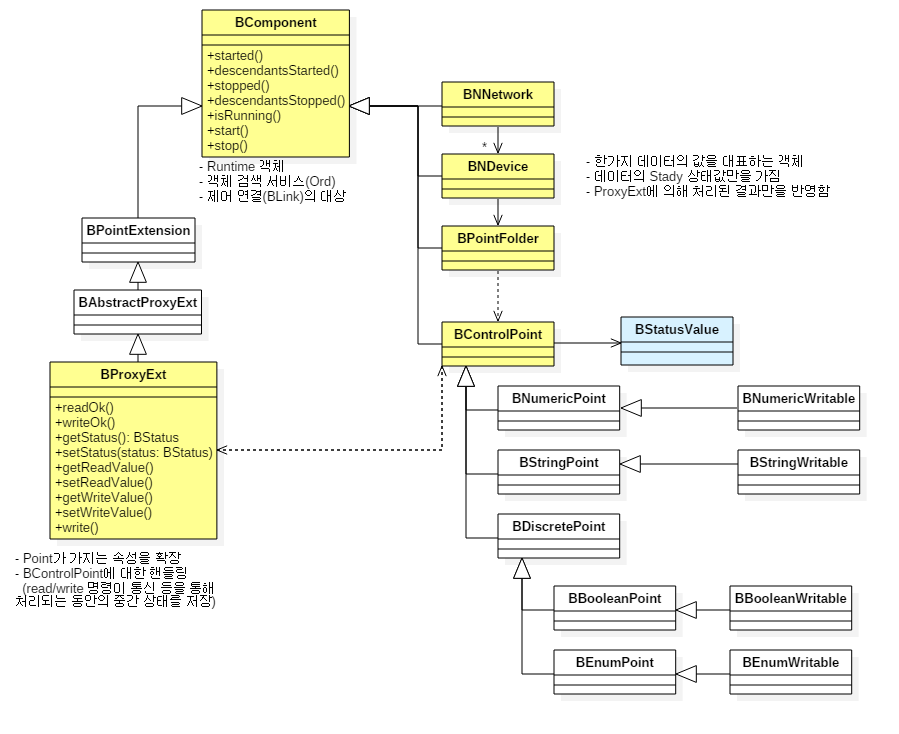 BComponent
+started()
+descendantsStarted()
+stopped()
+descendantsStopped()
+isRunning()
+start()
+stop()
- Runtime 객체
- 객체 검색 서비스(Ord)
- 제어 연결(BLink)의 대상
BNNetwork
*
BNDevice
- 한가지 데이터의 값을 대표하는 객체
- 데이터의 Stady 상태값만을 가짐
- ProxyExt에 의해 처리된 결과만을 반영함
BPointExtension
BPointFolder
BAbstractProxyExt
BControlPoint
BStatusValue
BProxyExt
+readOk()
+writeOk()
+getStatus(): BStatus
+setStatus(status: BStatus)
+getReadValue()
+setReadValue()
+getWriteValue()
+setWriteValue()
+write()
- Point가 가지는 속성을 확장
- BControlPoint에 대한 핸들링
(read/write 명령이 통신 등을 통해
처리되는 동안의 중간 상태를 저장)
BNumericPoint
BNumericWritable
BStringPoint
BStringWritable
BDiscretePoint
BBooleanPoint
BBooleanWritable
BEnumPoint
BEnumWritable